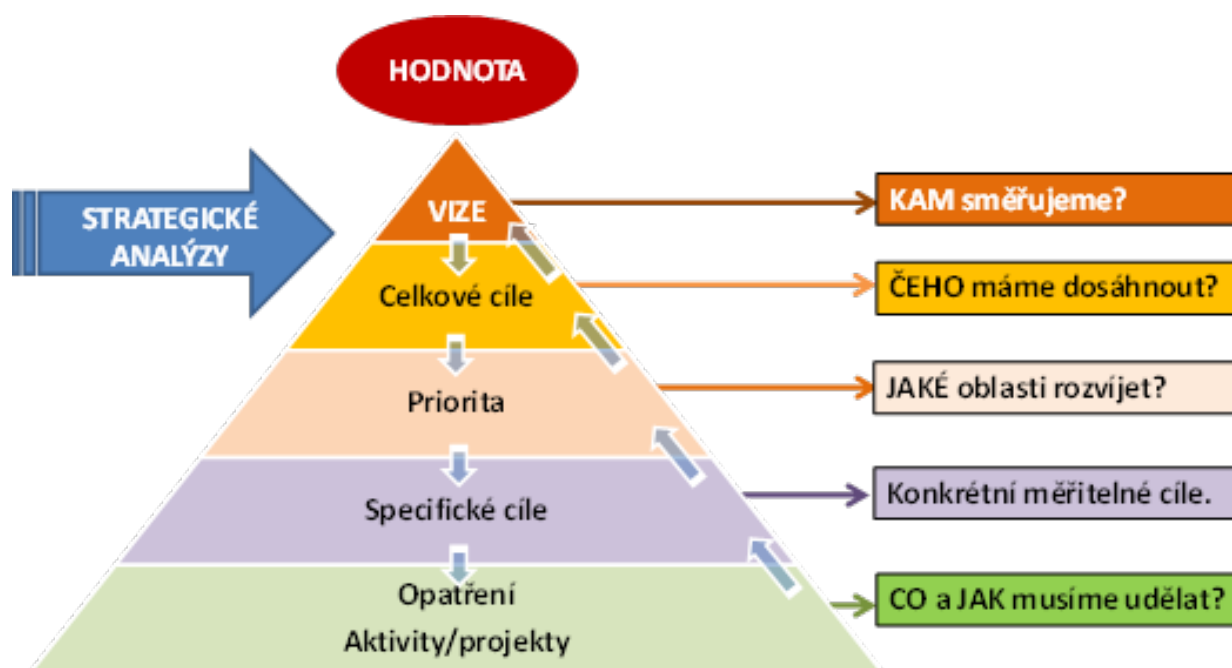 HODNOTA
STRATEGICKÉ
ANALÝZY
VIZE
KAM směřujeme?
Celkové cíle
ČEHO máme dosáhnout?
Priorita
JAKÉ oblasti rozvíjet?
Specifické cíle
Konkrétní měřitelné cíle.
Opatření
Aktivity/projekty
CO a JAK musíme udělat?